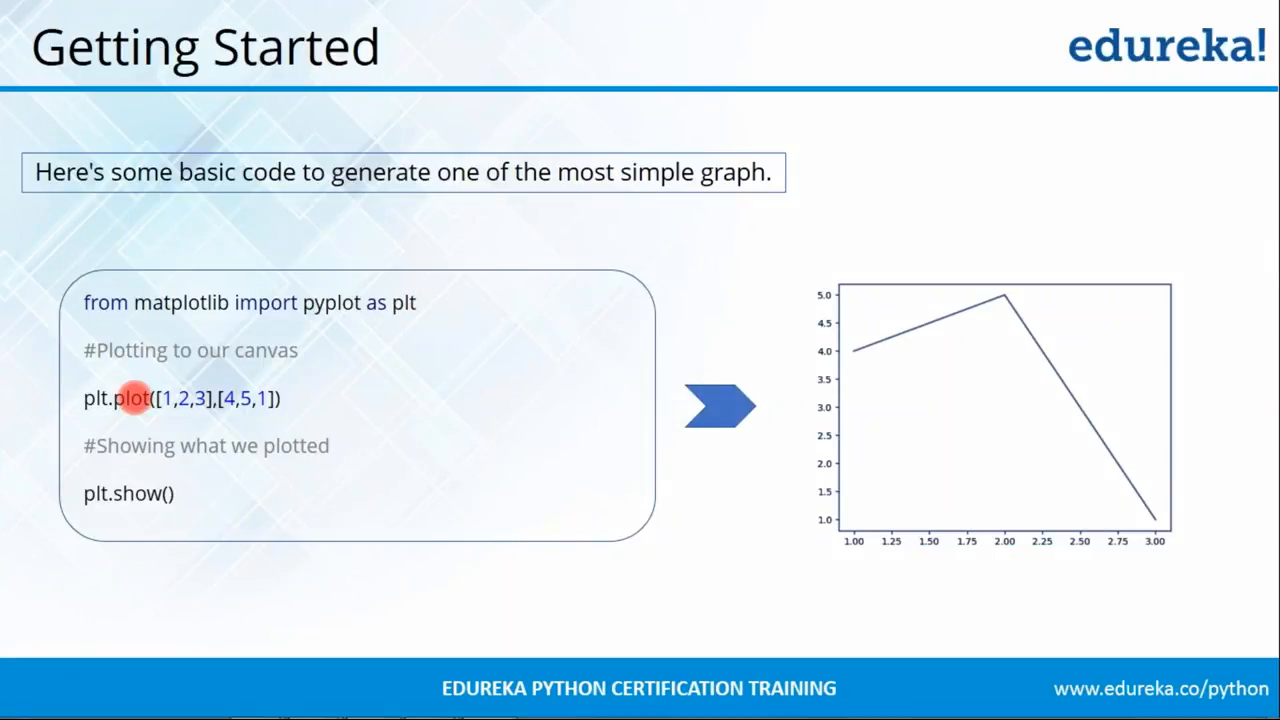 Getting Started
edureka!
Here's some basic code to generate one of the most simple graph.
from matplotlib import pyplot as plt
#Plotting to our canvas
plt.plot([1,2,3],[4,5,1])
#Showing what we plotted
plt.show()
5.0
4.5
4.0
3.5
3.0
2.5
2.0
1.5
1.0
1.00 1.25 1.50 1.75 2.00 2.25 2.50 2.75 3.00
EDUREKA PYTHON CERTIFICATION TRAINING
www.edureka.co/python